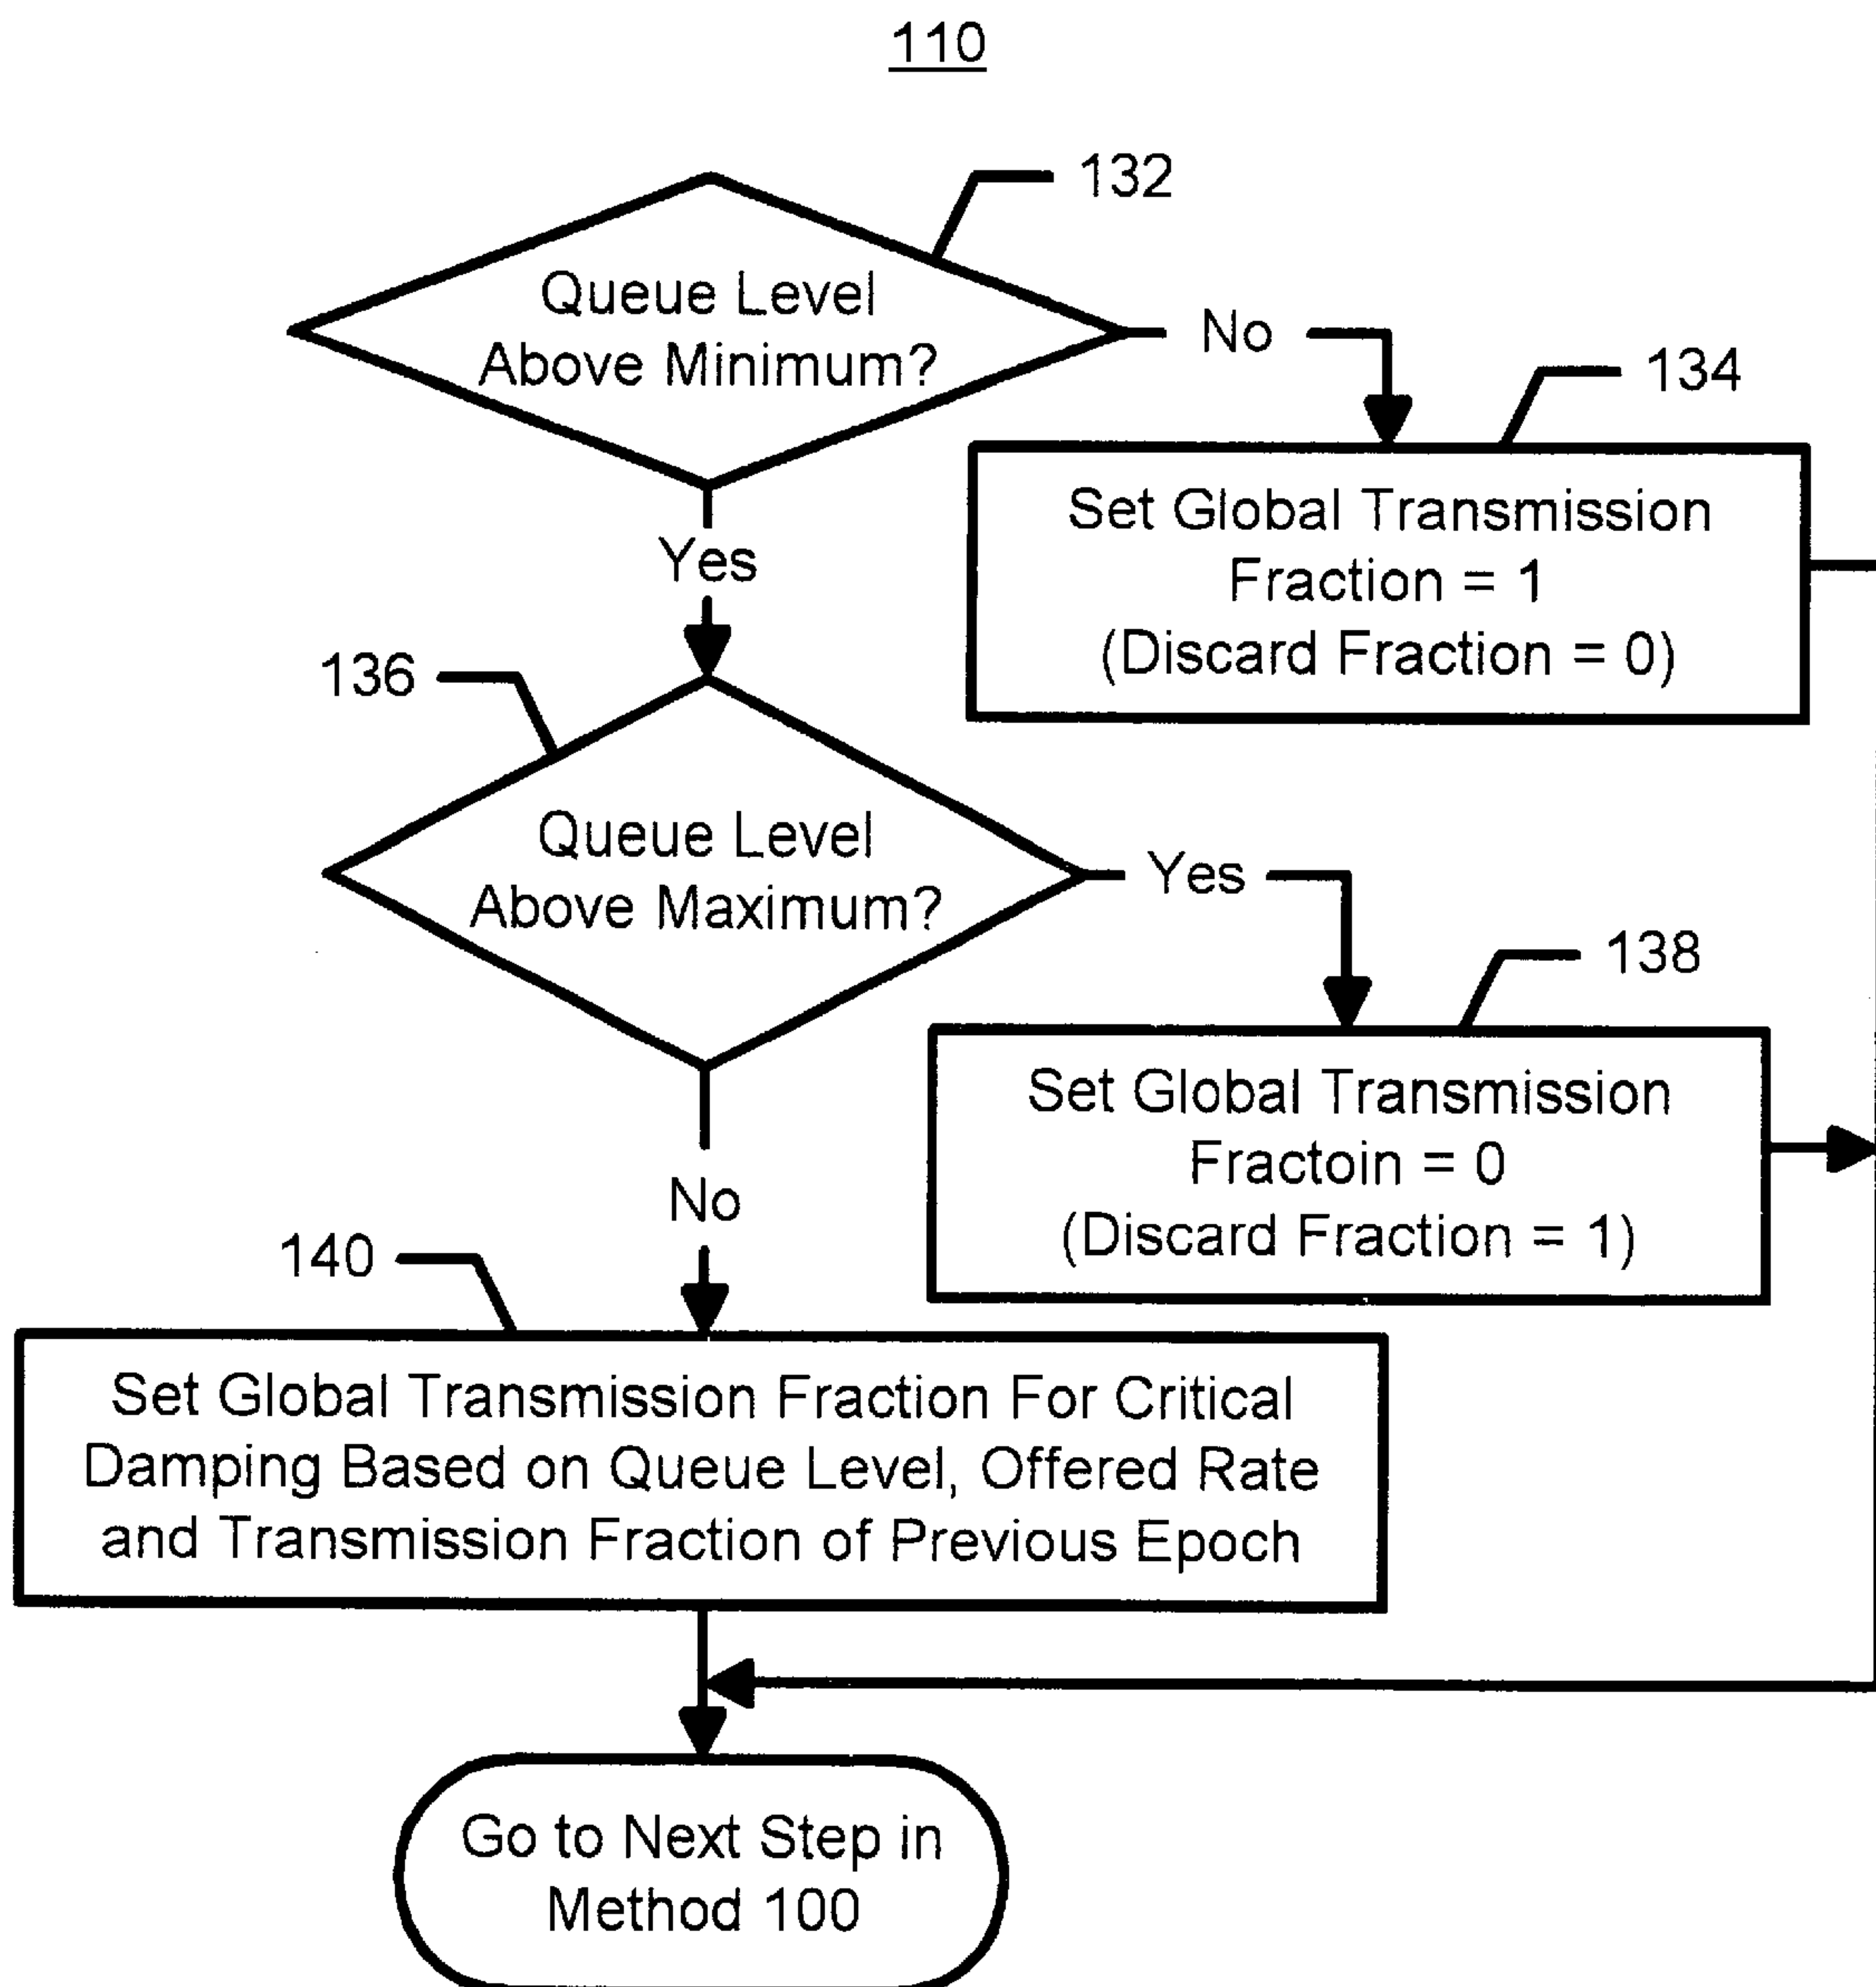 110
132
Queue Level
Above Minimum?
No
134
Set Global Transmission
Fraction = 1
(Discard Fraction = 0)
Yes
136
Queue Level
Above Maximum?
Yes
138
Set Global Transmission
Fractoin = 0
(Discard Fraction = 1)
No
140
Set Global Transmission Fraction For Critical
Damping Based on Queue Level, Offered Rate
and Transmission Fraction of Previous Epoch
Go to Next Step in
Method 100